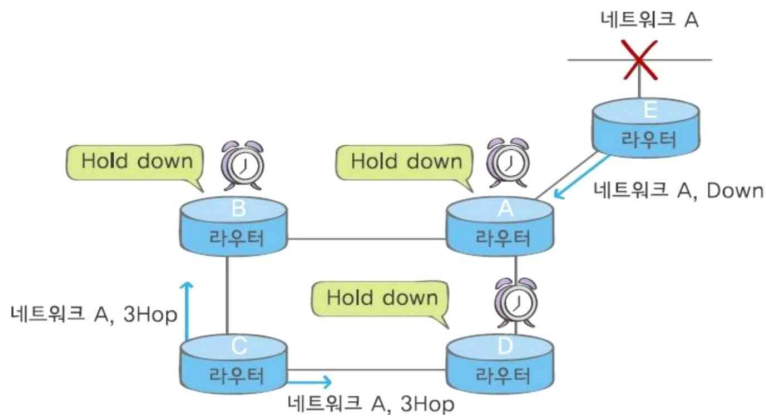 네트워크 A
E
라우터
네트워크 A, Down
Hold down
Hold down
B
라우터
A
라우터
Hold down
네트워크 A, 3Hop
C
라우터
D
라우터
네트워크 A, 3Hop